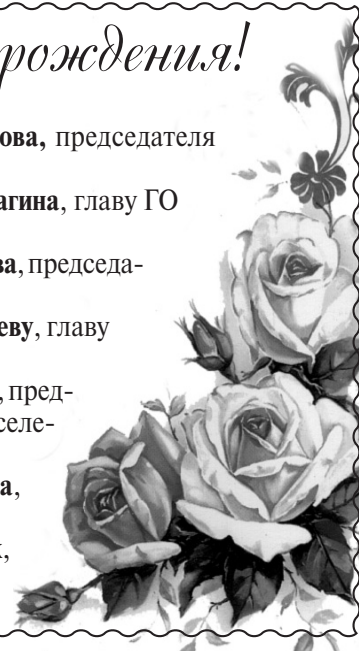 рождения!
ова, председателя
агина, главу ГО
ва, председа-
еву, главу
, пред-
селе-
а,
,